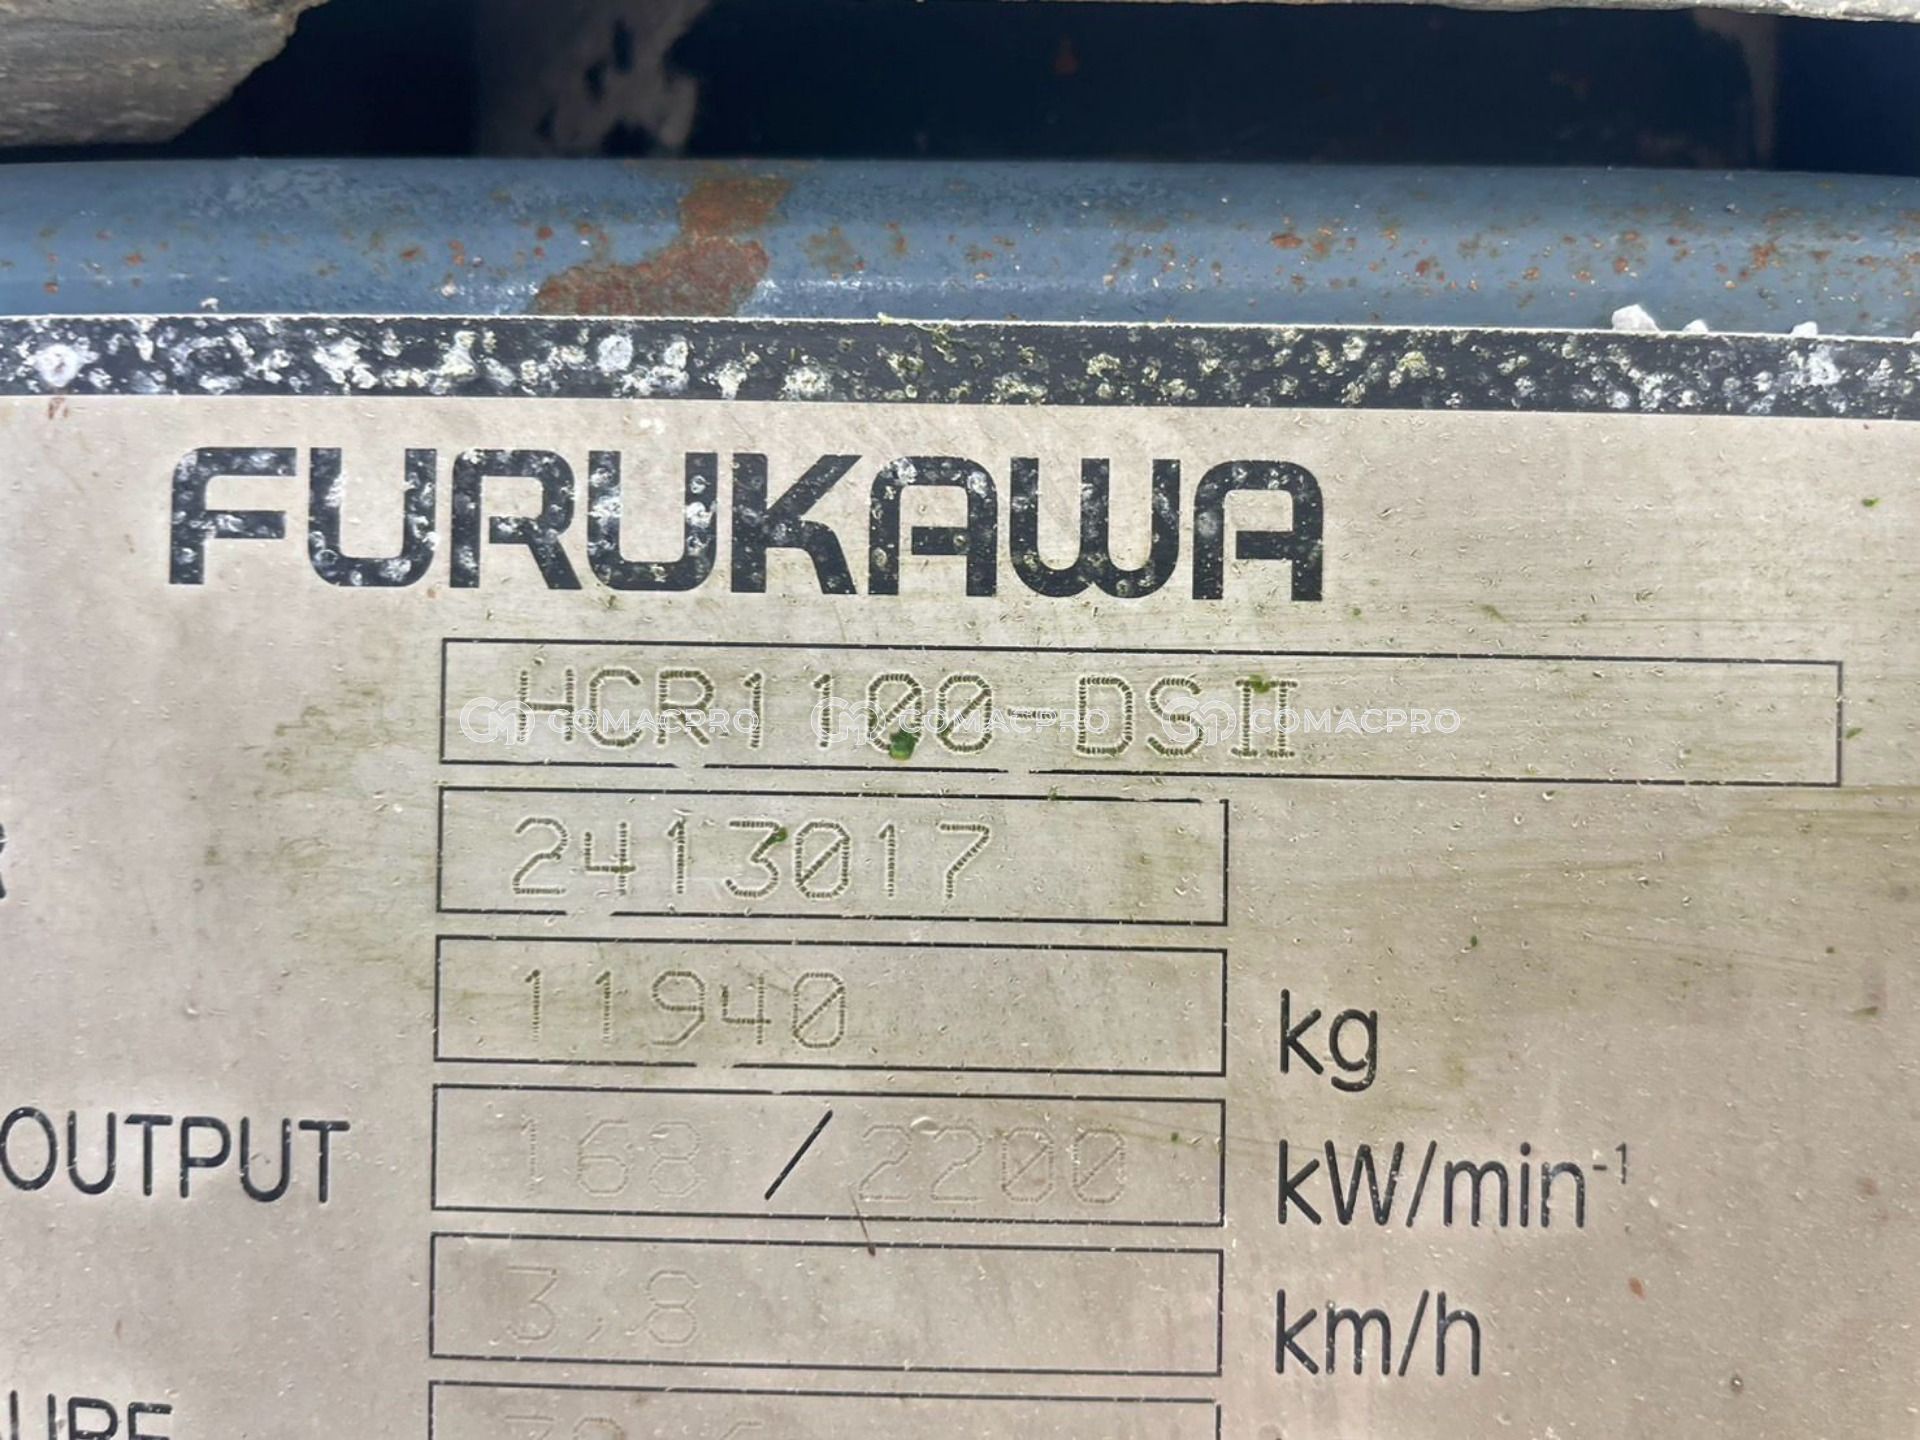 FURUKAWA
HCR1100-DSII
COMACPRO COMACPRO COMACPRO
R 2413017
11940 kg
OUTPUT 168 / 2200 kW/min⁻¹
3,8 km/h